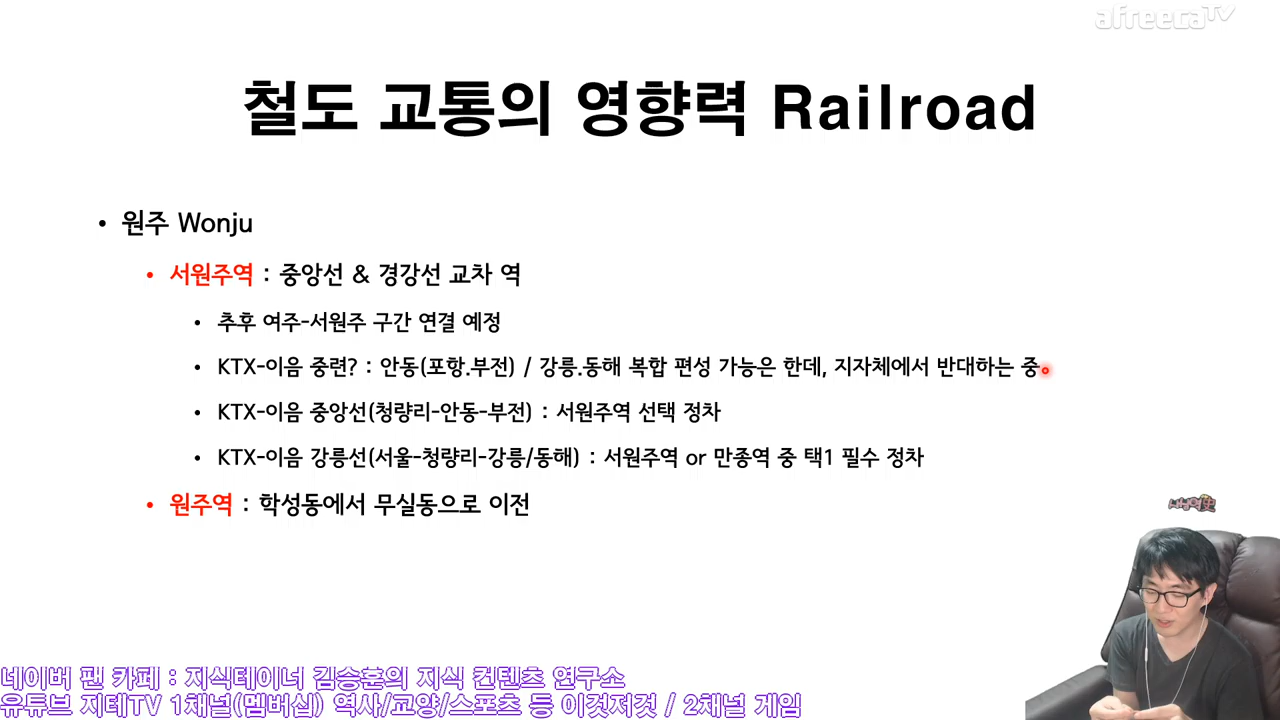 afreecaTV
철도 교통의 영향력 Railroad
• 원주 Wonju
• 서원주역 : 중앙선 & 경강선 교차 역
• 추후 여주-서원주 구간 연결 예정
• KTX-이음 중련? : 안동(포항.부전) / 강릉.동해 복합 편성 가능은 한데, 지자체에서 반대하는 중
• KTX-이음 중앙선(청량리-안동-부전) : 서원주역 선택 정차
• KTX-이음 강릉선(서울-청량리-강릉/동해) : 서원주역 or 만종역 중 택1 필수 정차
• 원주역 : 학성동에서 무실동으로 이전
네이버 팬 카페 : 지식테이너 김승훈의 지식 컨텐츠 연구소
유튜브 지테TV 1채널(멤버십) 역사/교양/스포츠 등 이것저것 / 2채널 게임